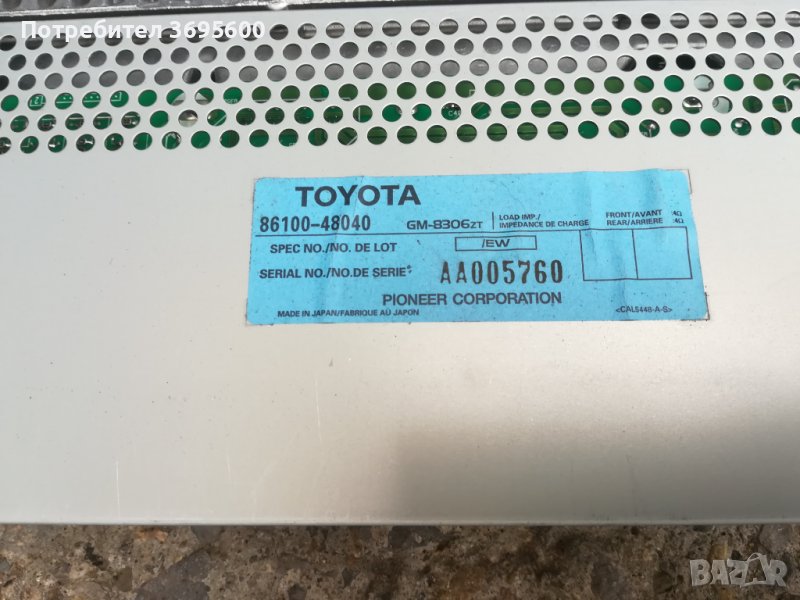 Потребител 3695600
TOYOTA
86100-48040 GM-8306ZT LOAD IMP./ FRONT/AVANT :4Ω
IMPEDANCE DE CHARGE REAR/ARRIERE :4Ω
SPEC NO./NO. DE LOT /EW
SERIAL NO./NO.DE SERIE AA005760
PIONEER CORPORATION
MADE IN JAPAN/FABRIQUE AU JAPON <CAL5448-A-S>
BAZAR